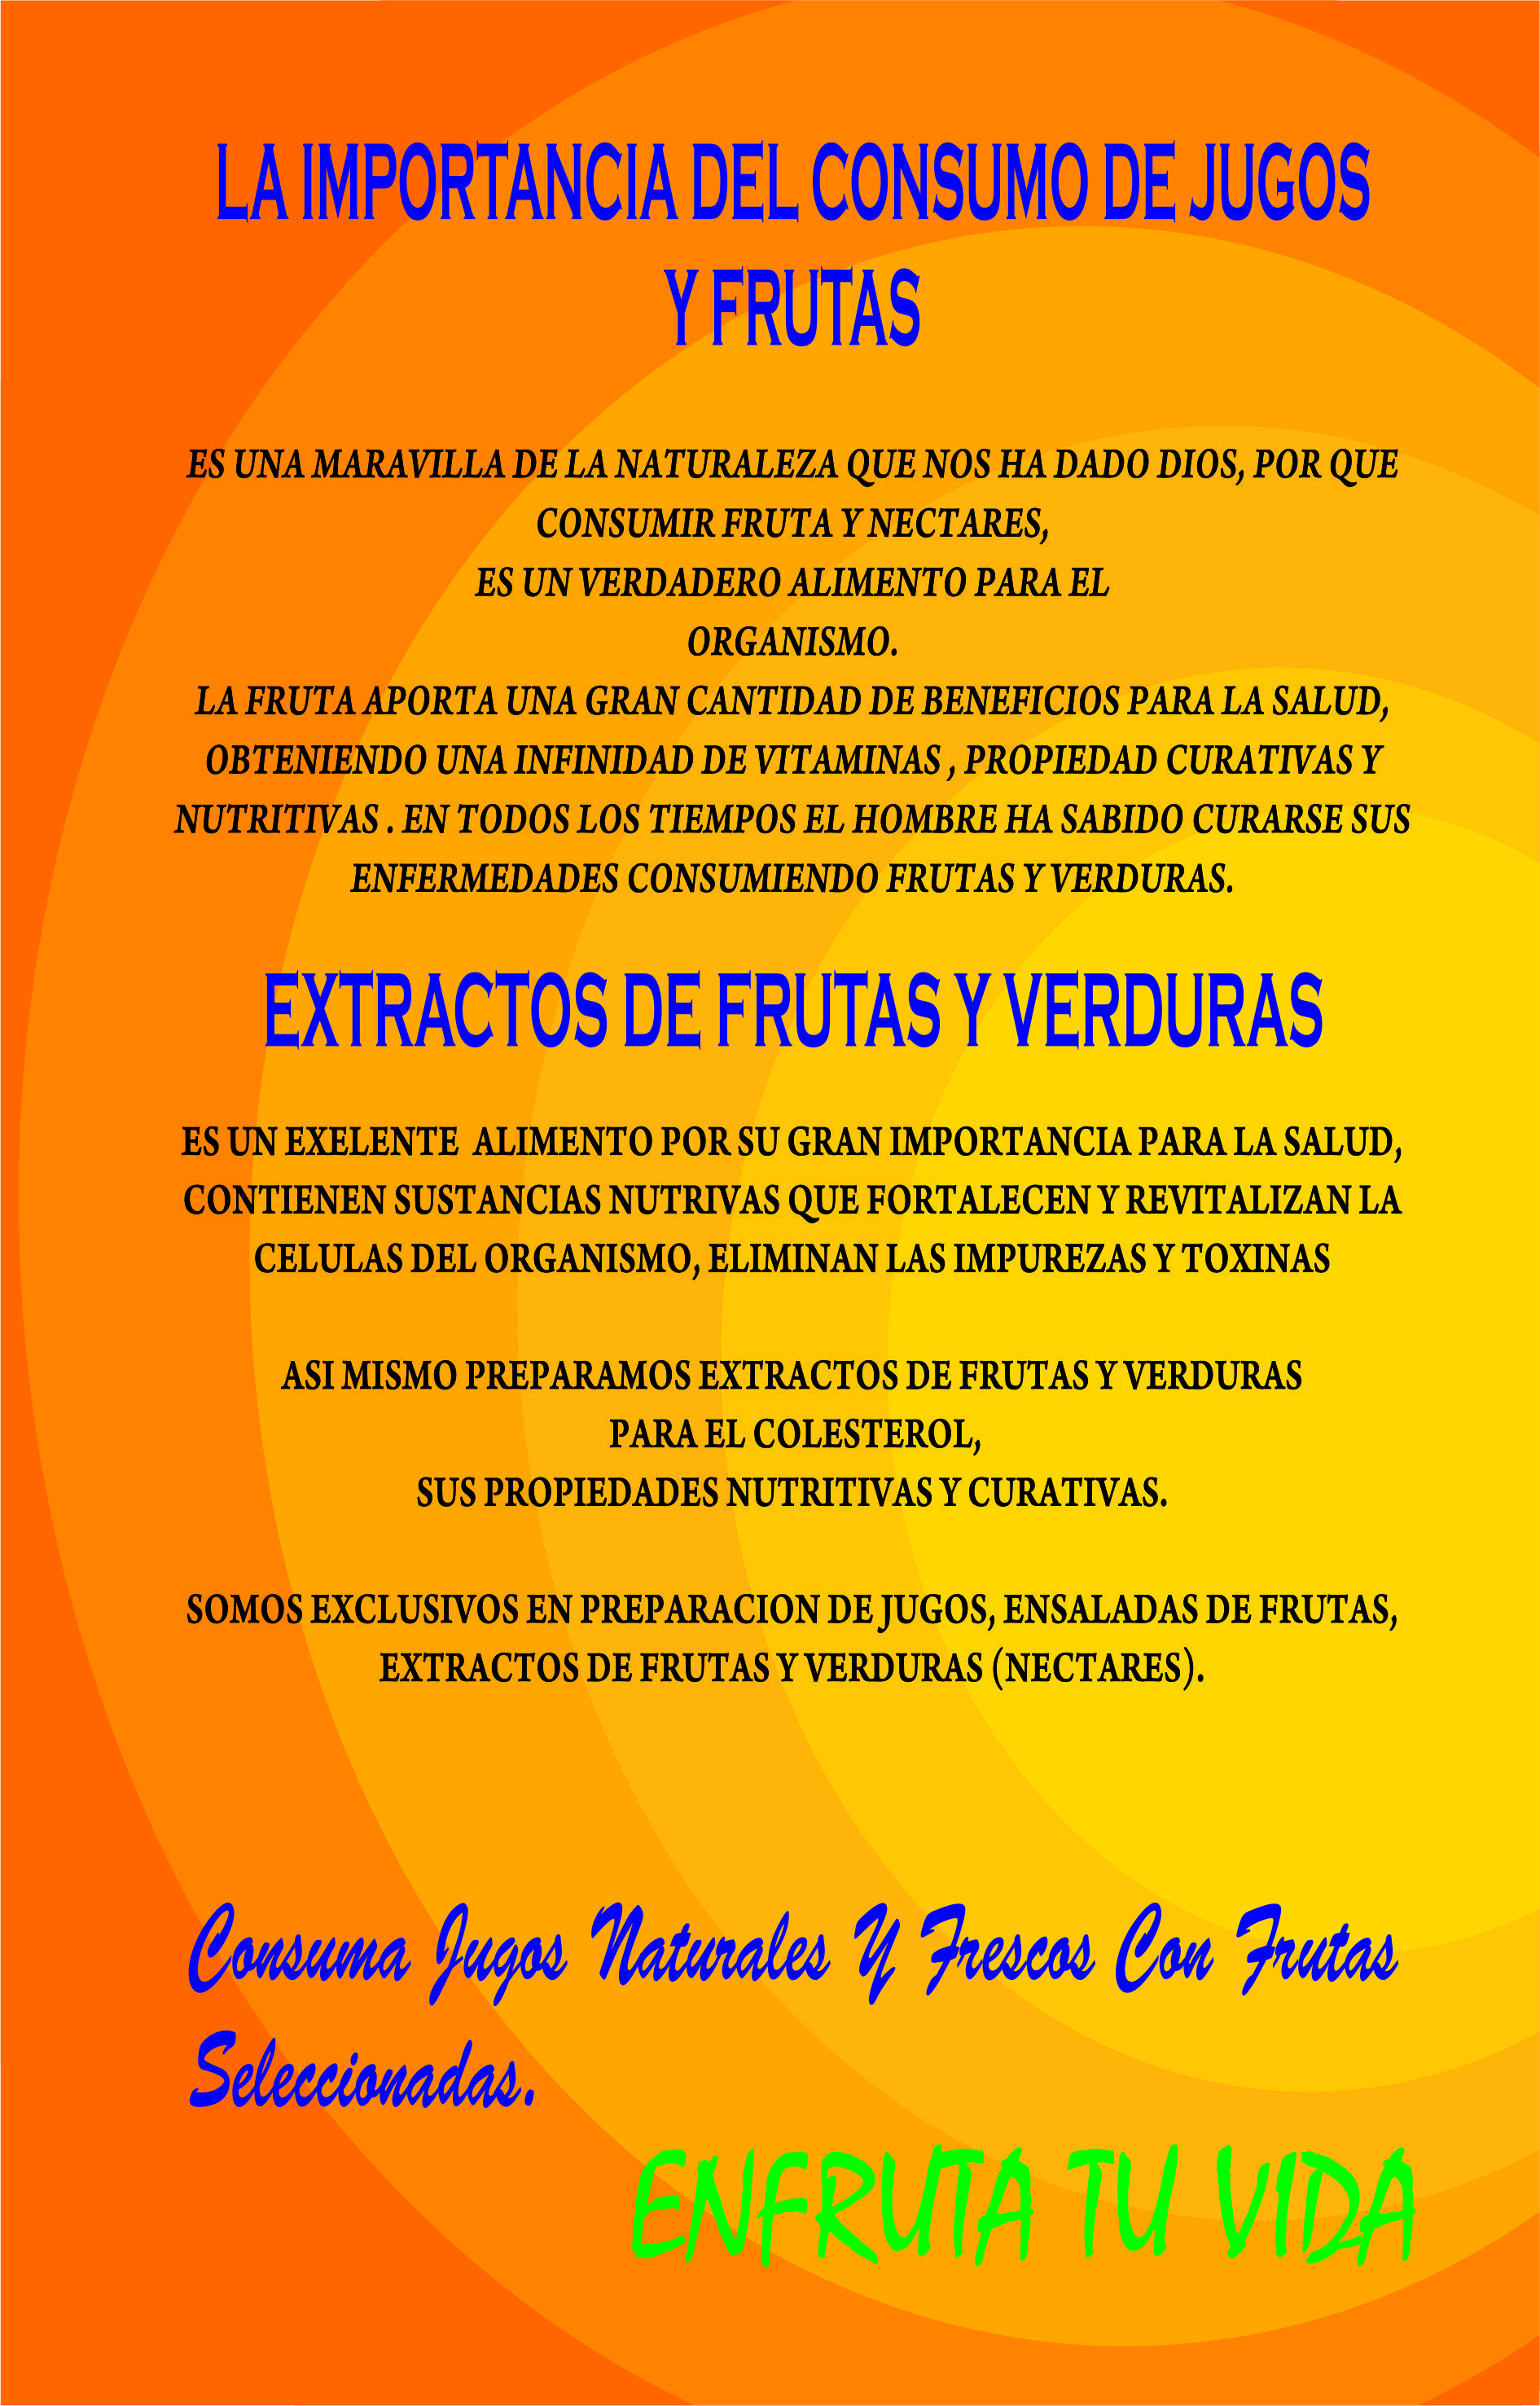 LA IMPORTANCIA DEL CONSUMO DE JUGOS
Y FRUTAS
ES UNA MARAVILLA DE LA NATURALEZA QUE NOS HA DADO DIOS, POR QUE
CONSUMIR FRUTA Y NECTARES,
ES UN VERDADERO ALIMENTO PARA EL
ORGANISMO.
LA FRUTA APORTA UNA GRAN CANTIDAD DE BENEFICIOS PARA LA SALUD,
OBTENIENDO UNA INFINIDAD DE VITAMINAS , PROPIEDAD CURATIVAS Y
NUTRITIVAS . EN TODOS LOS TIEMPOS EL HOMBRE HA SABIDO CURARSE SUS
ENFERMEDADES CONSUMIENDO FRUTAS Y VERDURAS.
EXTRACTOS DE FRUTAS Y VERDURAS
ES UN EXELENTE  ALIMENTO POR SU GRAN IMPORTANCIA PARA LA SALUD,
CONTIENEN SUSTANCIAS NUTRIVAS QUE FORTALECEN Y REVITALIZAN LA
CELULAS DEL ORGANISMO, ELIMINAN LAS IMPUREZAS Y TOXINAS
ASI MISMO PREPARAMOS EXTRACTOS DE FRUTAS Y VERDURAS
PARA EL COLESTEROL,
SUS PROPIEDADES NUTRITIVAS Y CURATIVAS.
SOMOS EXCLUSIVOS EN PREPARACION DE JUGOS, ENSALADAS DE FRUTAS,
EXTRACTOS DE FRUTAS Y VERDURAS (NECTARES).
Consuma Jugos Naturales Y Frescos Con Frutas
Seleccionadas.
ENFRUTA TU VIDA